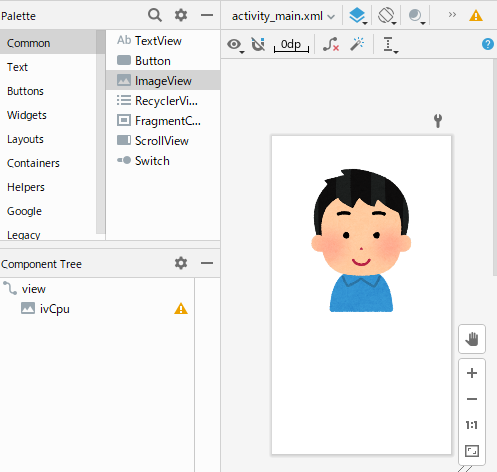 Palette
Common
Text
Buttons
Widgets
Layouts
Containers
Helpers
Google
Legacy
Ab TextView
Button
ImageView
RecyclerVi...
FragmentC...
ScrollView
Switch
Component Tree
view
ivCpu
activity_main.xml
»
0dp
?
1:1